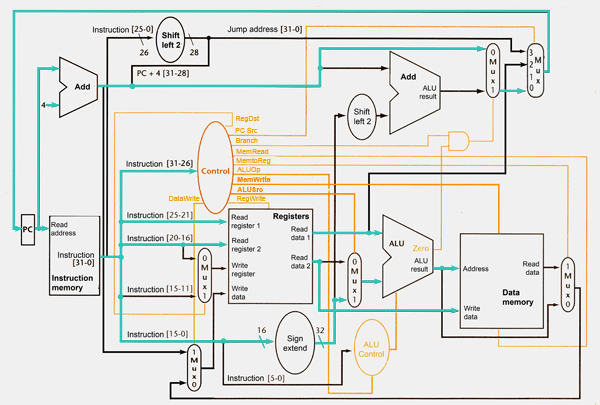 Instruction [25-0]
26
Shift
left 2
28
Jump address [31-0]
PC + 4 [31-28]
Add
4
0
M
u
x
1
3
2
1
0
M
u
x
Add
ALU
result
Shift
left 2
RegDst
PC Src
Branch
MemRead
MemtoReg
ALUOp
MemWrite
ALUSrc
RegWrite
DataWrite
Control
Instruction [31-26]
Instruction [25-21]
Instruction [20-16]
Instruction [15-11]
Instruction [15-0]
Instruction [5-0]
PC
Read
address
Instruction
[31-0]
Instruction
memory
0
M
u
x
1
Registers
Read
register 1
Read
register 2
Write
register
Write
data
Read
data 1
Read
data 2
0
M
u
x
1
ALU
Zero
ALU
result
Address
Write
data
Read
data
Data
memory
1
M
u
x
0
16
Sign
extend
32
ALU
Control
1
M
u
x
0